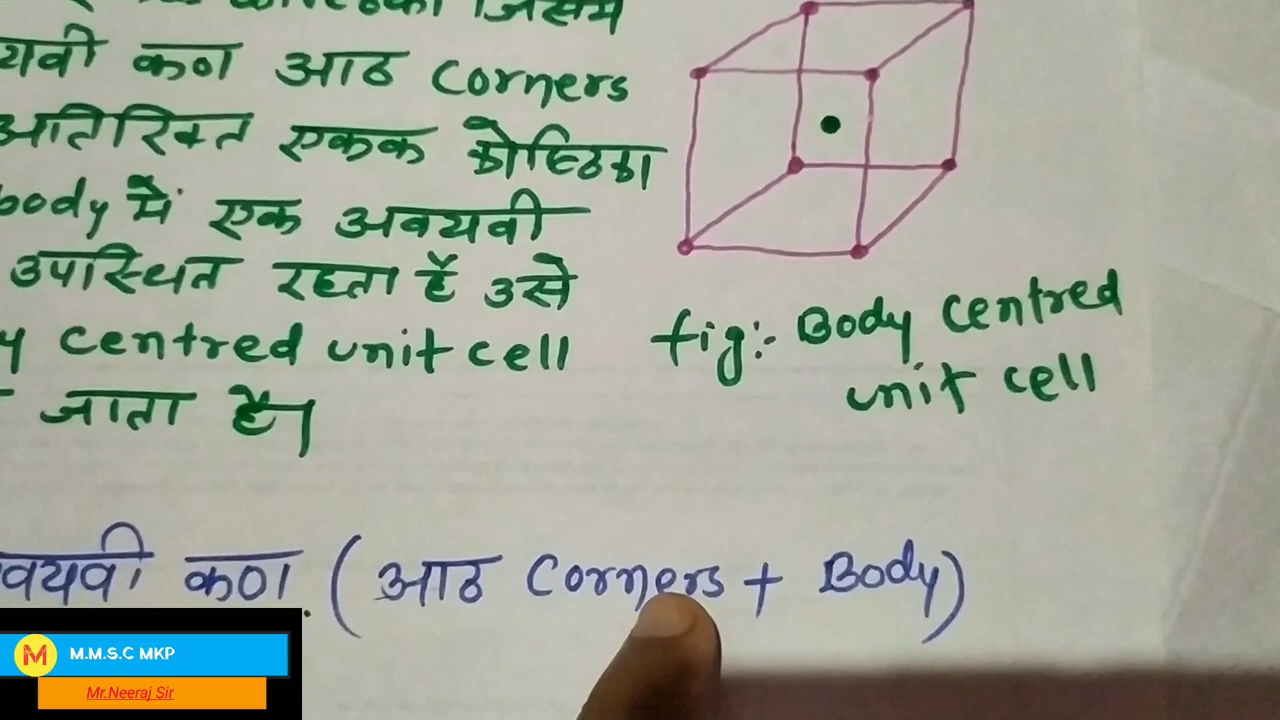 जिसमे
यवी कण आठ Corners
अतिरिक्त एकक कोष्ठिका
body में एक अवयवी
उपस्थित रहता है उसे
y centred unit cell
जाता है।
fig:- Body Centred
unit cell
वयवी कण. (आठ Corners + Body)
M
M.M.S.C MKP
Mr.Neeraj Sir